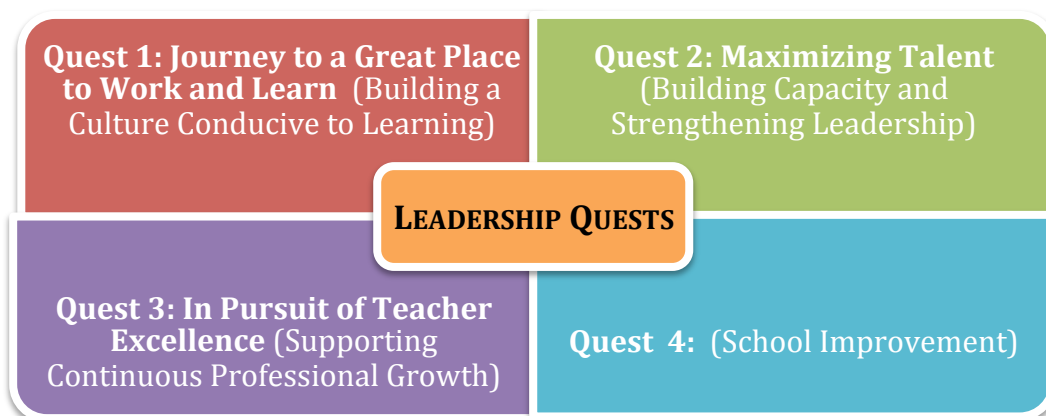 Quest 1: Journey to a Great Place
to Work and Learn (Building a
Culture Conducive to Learning)
Quest 2: Maximizing Talent
(Building Capacity and
Strengthening Leadership)
LEADERSHIP QUESTS
Quest 3: In Pursuit of Teacher
Excellence (Supporting
Continuous Professional Growth)
Quest 4: (School Improvement)